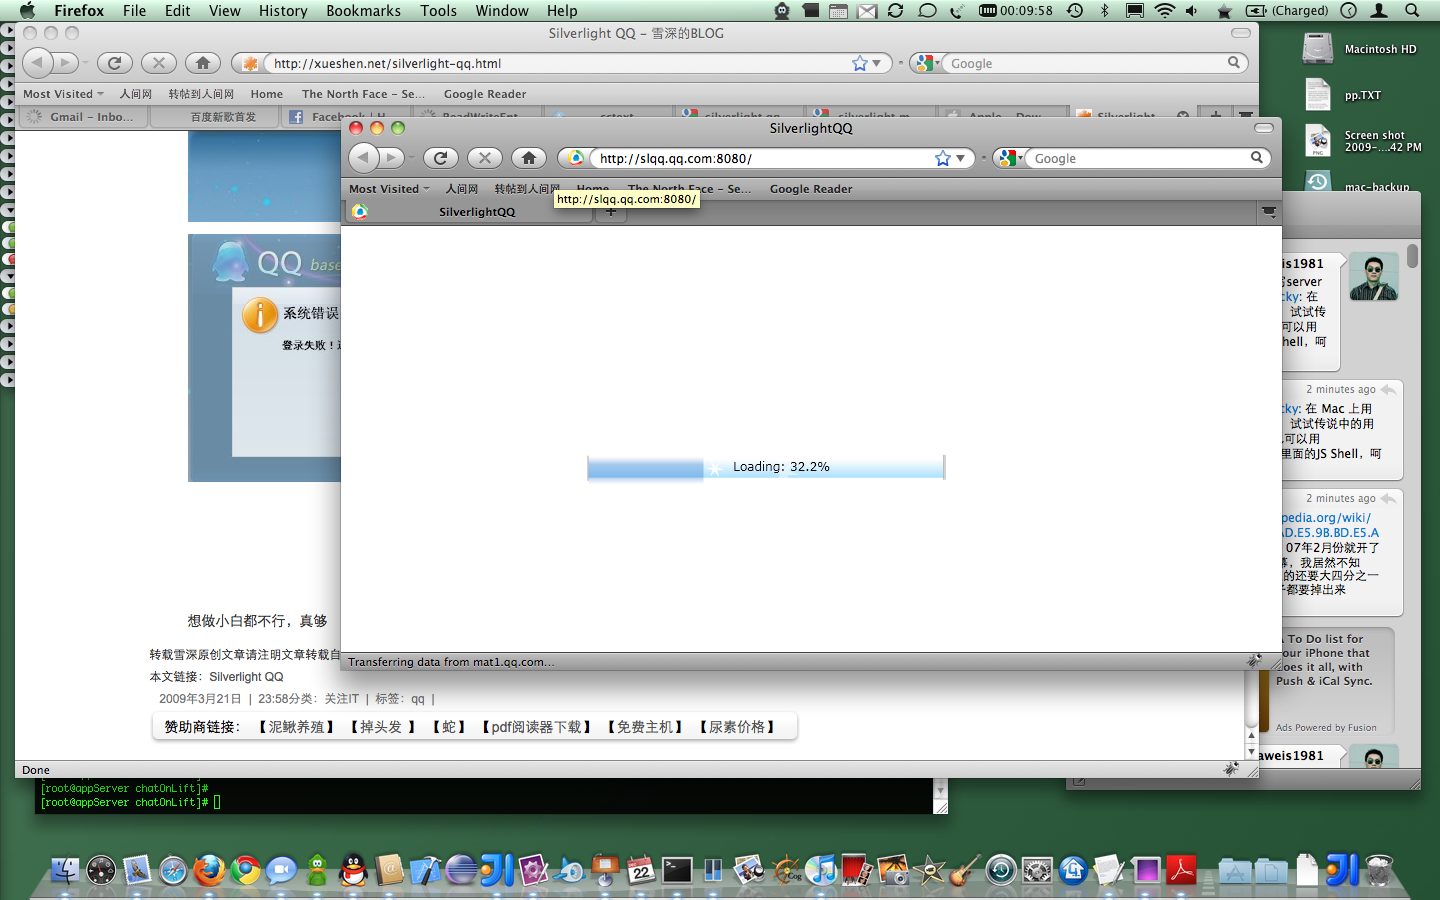 Firefox File Edit View History Bookmarks Tools Window Help
00:09:58
(Charged)
Silverlight QQ - 雪深的BLOG
http://xueshen.net/silverlight-qq.html
Google
Most Visited 人间网 转帖到人间网 Home The North Face - Se... Google Reader
Gmail - Inbo...
百度新歌首发
Facebook | H
Silverlight
Macintosh HD
pp.TXT
Screen shot
2009-....42 PM
PNG
mac-backup
SilverlightQQ
http://slqq.qq.com:8080/
Google
Most Visited 人间网 转帖到人间网 Home The North Face - Se... Google Reader
http://slqq.qq.com:8080/
SilverlightQQ
QQ base
系统错误
登录失败！
Loading: 32.2%
Transferring data from mat1.qq.com...
想做小白都不行，真够
转载雪深原创文章请注明文章转载自
本文链接：Silverlight QQ
2009年3月21日 | 23:58分类：关注IT | 标签：qq |
赞助商链接： 【泥鳅养殖】 【掉头发 】 【蛇】 【pdf阅读器下载】 【免费主机】 【尿素价格】
Done
[root@appServer chatOnLift]#
[root@appServer chatOnLift]#
eis1981
server
cky: 在
试试传
可以用
hell，呵
2 minutes ago
cky: 在 Mac 上用
试试传说中的用
可以用
里面的JS Shell，呵
2 minutes ago
pedia.org/wiki/
AD.E5.9B.BD.E5.A
07年2月份就开了
，我居然不知
的还要大四分之一
都要掉出来
A To Do list for
your iPhone that
does it all, with
Push & iCal Sync.
Ads Powered by Fusion
aweis1981
DEC
22